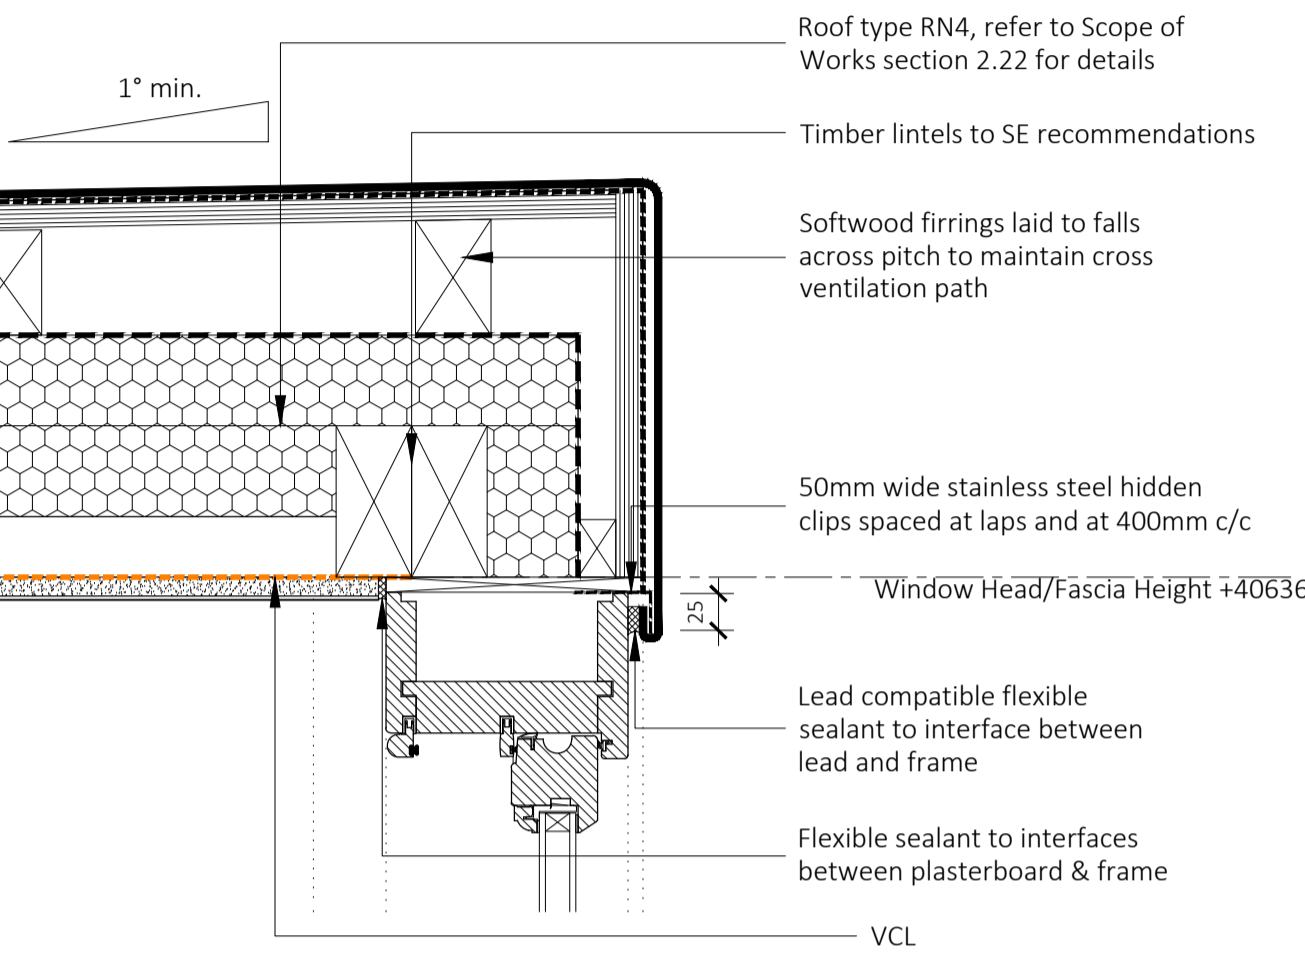 Roof type RN4, refer to Scope of
Works section 2.22 for details
1° min.
Timber lintels to SE recommendations
Softwood firrings laid to falls
across pitch to maintain cross
ventilation path
50mm wide stainless steel hidden
clips spaced at laps and at 400mm c/c
Window Head/Fascia Height +40636
25
Lead compatible flexible
sealant to interface between
lead and frame
Flexible sealant to interfaces
between plasterboard & frame
VCL